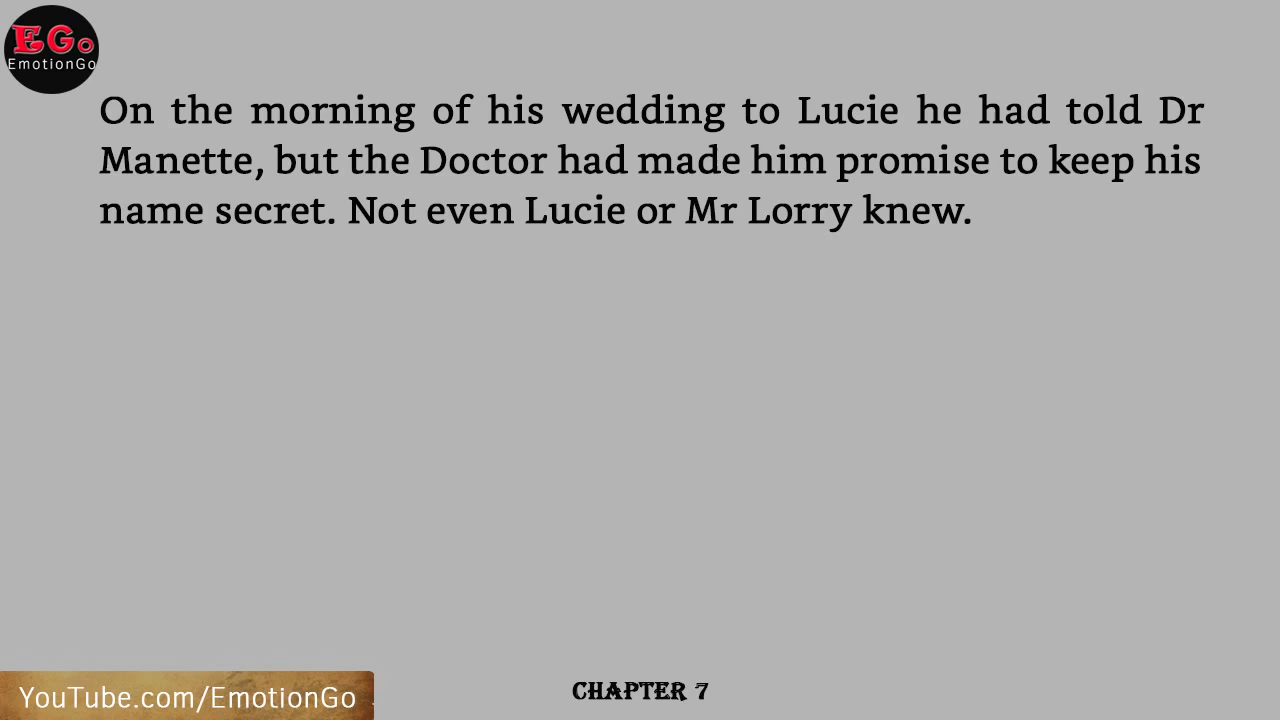 EGo
EmotionGo
On the morning of his wedding to Lucie he had told Dr
Manette, but the Doctor had made him promise to keep his
name secret. Not even Lucie or Mr Lorry knew.
YouTube.com/EmotionGo
CHAPTER 7